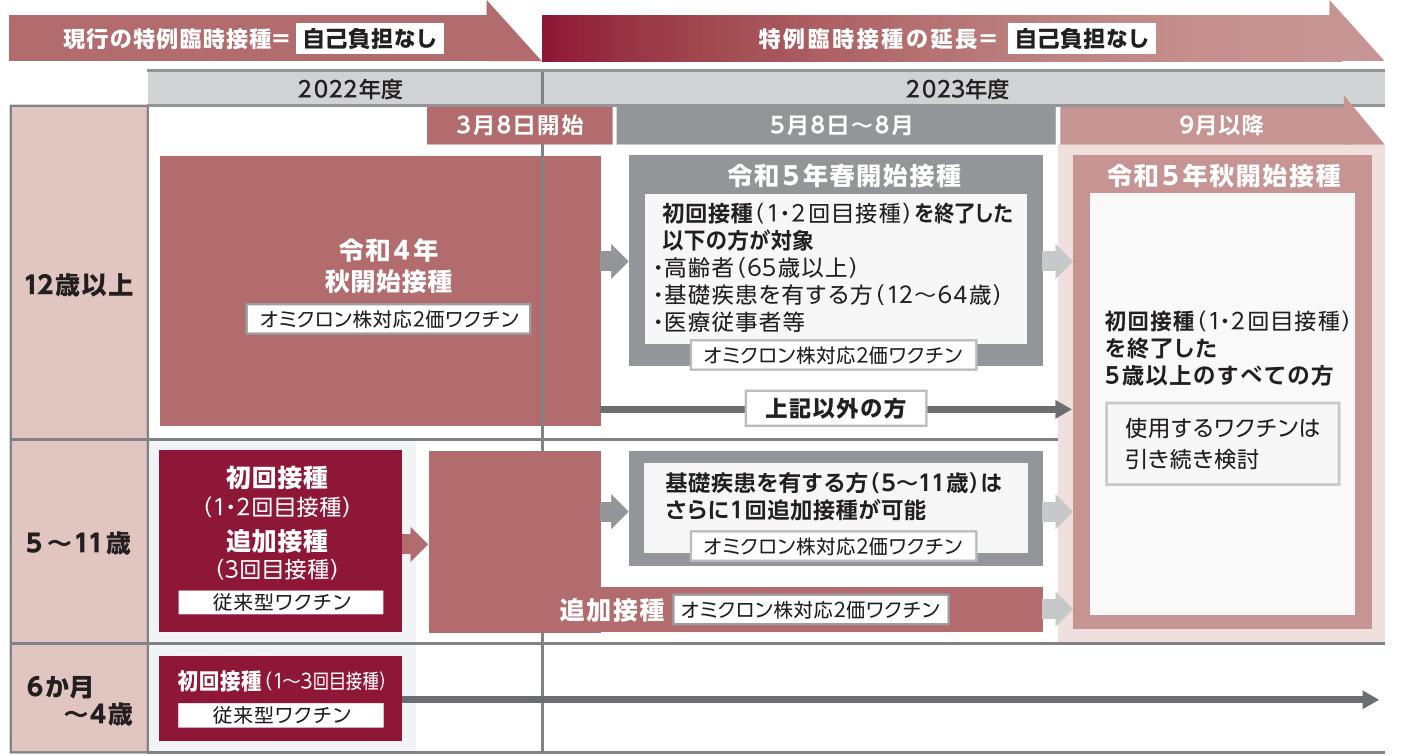 現行の特例臨時接種= 自己負担なし
特例臨時接種の延長= 自己負担なし
2022年度
2023年度
3月8日開始
5月8日～8月
9月以降
12歳以上
令和4年
秋開始接種
オミクロン株対応2価ワクチン
令和5年春開始接種
初回接種(1・2回目接種)を終了した
以下の方が対象
・高齢者(65歳以上)
・基礎疾患を有する方(12～64歳)
・医療従事者等
オミクロン株対応2価ワクチン
上記以外の方
令和5年秋開始接種
初回接種(1・2回目接種)
を終了した
5歳以上のすべての方
使用するワクチンは
引き続き検討
5～11歳
初回接種
(1・2回目接種)
追加接種
(3回目接種)
従来型ワクチン
基礎疾患を有する方(5～11歳)は
さらに1回追加接種が可能
オミクロン株対応2価ワクチン
追加接種 オミクロン株対応2価ワクチン
6か月
～4歳
初回接種(1～3回目接種)
従来型ワクチン